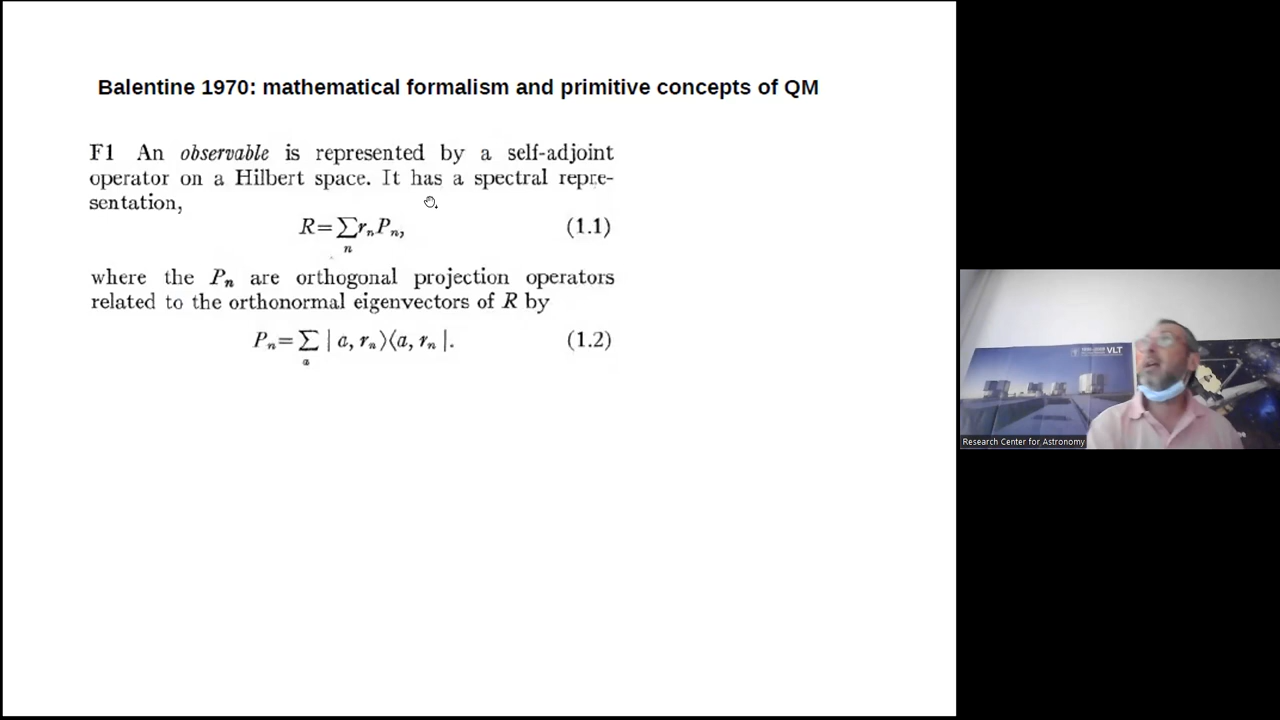 Balentine 1970: mathematical formalism and primitive concepts of QM
F1 An observable is represented by a self-adjoint
operator on a Hilbert space. It has a spectral repre-
sentation,
R=∑rₙPₙ, (1.1)
n
where the Pₙ are orthogonal projection operators
related to the orthonormal eigenvectors of R by
Pₙ=∑ | a, rₙ⟩⟨a, rₙ |. (1.2)
a
VLT
Research Center for Astronomy